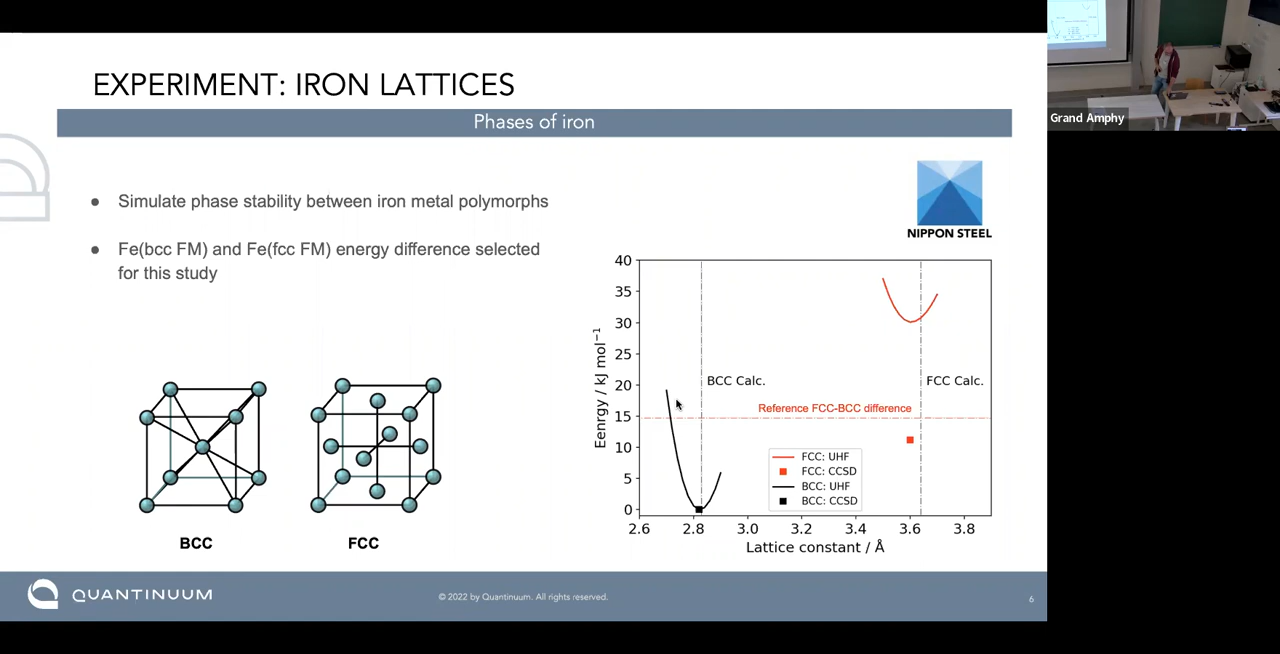 EXPERIMENT: IRON LATTICES
Phases of iron
Grand Amphy
● Simulate phase stability between iron metal polymorphs
● Fe(bcc FM) and Fe(fcc FM) energy difference selected
for this study
NIPPON STEEL
40
35
30
25
20
15
10
5
0
Eenrgy / kJ mol⁻¹
BCC Calc.
FCC Calc.
Reference FCC-BCC difference
FCC: UHF
FCC: CCSD
BCC: UHF
BCC: CCSD
2.6 2.8 3.0 3.2 3.4 3.6 3.8
Lattice constant / Å
BCC
FCC
QUANTINUUM
© 2022 by Quantinuum. All rights reserved.
6